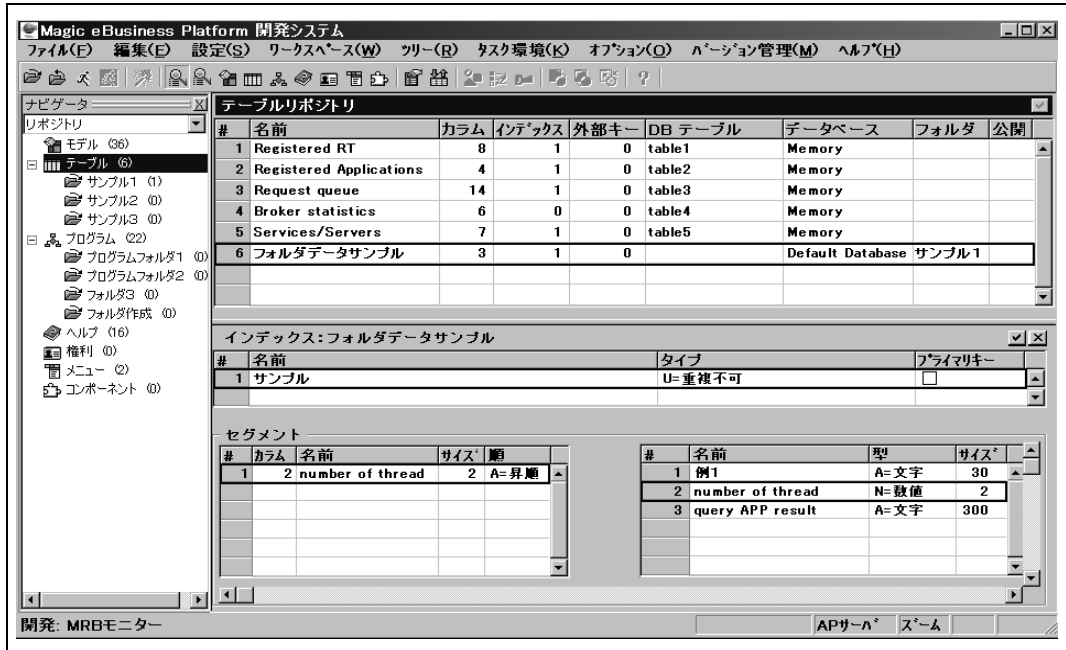 Magic eBusiness Platform 開発システム
ファイル(F) 編集(E) 設定(S) ワークスペース(W) ツリー(R) タスク環境(K) オプション(O) バージョン管理(M) ヘルプ(H)
ナビゲータ
リポジトリ
モデル (36)
テーブル (6)
サンプル1 (1)
サンプル2 (0)
サンプル3 (0)
プログラム (22)
プログラムフォルダ1 (0)
プログラムフォルダ2 (0)
フォルダ3 (0)
フォルダ作成 (0)
ヘルプ (16)
権利 (0)
メニュー (2)
コンポーネント (0)
テーブルリポジトリ
# 名前 カラム インデックス 外部キー DB テーブル データベース フォルダ 公開
1 Registered RT 8 1 0 table1 Memory
2 Registered Applications 4 1 0 table2 Memory
3 Request queue 14 1 0 table3 Memory
4 Broker statistics 6 0 0 table4 Memory
5 Services/Servers 7 1 0 table5 Memory
6 フォルダデータサンプル 3 1 0 Default Database サンプル1
インデックス:フォルダデータサンプル
# 名前 タイプ プライマリキー
1 サンプル U=重複不可
セグメント
# カラム 名前 サイズ 順
1 2 number of thread 2 A=昇順
# 名前 型 サイズ
1 例1 A=文字 30
2 number of thread N=数値 2
3 query APP result A=文字 300
開発: MRBモニター APサーバ ズーム